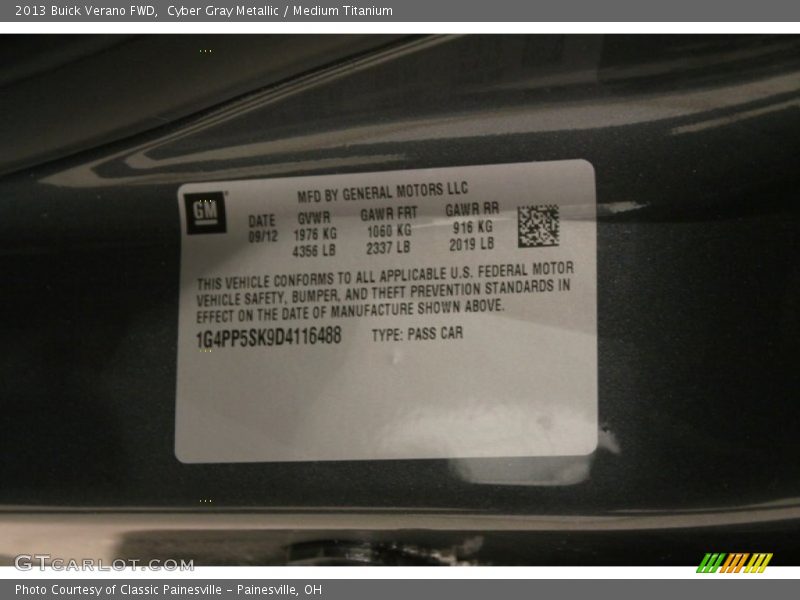 2013 Buick Verano FWD,  Cyber Gray Metallic / Medium Titanium
GM
MFD BY GENERAL MOTORS LLC
DATE GVWR GAWR FRT GAWR RR
09/12 1976 KG 1060 KG 916 KG
4356 LB 2337 LB 2019 LB
THIS VEHICLE CONFORMS TO ALL APPLICABLE U.S. FEDERAL MOTOR
VEHICLE SAFETY, BUMPER, AND THEFT PREVENTION STANDARDS IN
EFFECT ON THE DATE OF MANUFACTURE SHOWN ABOVE.
1G4PP5SK9D4116488 TYPE: PASS CAR
GTCARLOT.COM
Photo Courtesy of Classic Painesville - Painesville, OH